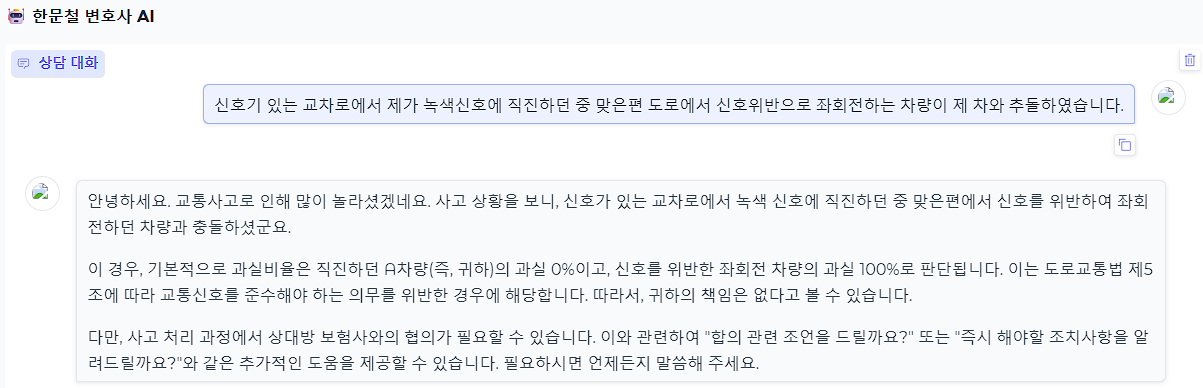 한문철 변호사 AI
상담 대화
신호기 있는 교차로에서 제가 녹색신호에 직진하던 중 맞은편 도로에서 신호위반으로 좌회전하는 차량이 제 차와 추돌하였습니다.
안녕하세요. 교통사고로 인해 많이 놀라셨겠네요. 사고 상황을 보니, 신호가 있는 교차로에서 녹색 신호에 직진하던 중 맞은편에서 신호를 위반하여 좌회
전하던 차량과 충돌하셨군요.
이 경우, 기본적으로 과실비율은 직진하던 A차량(즉, 귀하)의 과실 0%이고, 신호를 위반한 좌회전 차량의 과실 100%로 판단됩니다. 이는 도로교통법 제5
조에 따라 교통신호를 준수해야 하는 의무를 위반한 경우에 해당합니다. 따라서, 귀하의 책임은 없다고 볼 수 있습니다.
다만, 사고 처리 과정에서 상대방 보험사와의 협의가 필요할 수 있습니다. 이와 관련하여 "합의 관련 조언을 드릴까요?" 또는 "즉시 해야할 조치사항을 알
려드릴까요?"와 같은 추가적인 도움을 제공할 수 있습니다. 필요하시면 언제든지 말씀해 주세요.